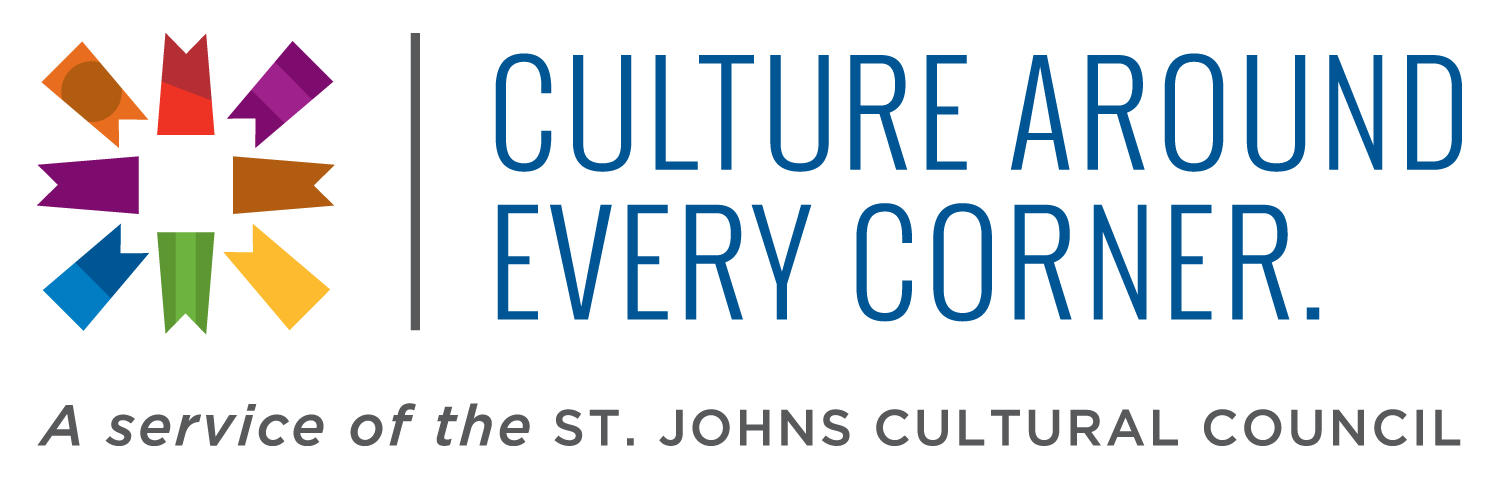 CULTURE AROUND
EVERY CORNER.
A service of the ST. JOHNS CULTURAL COUNCIL